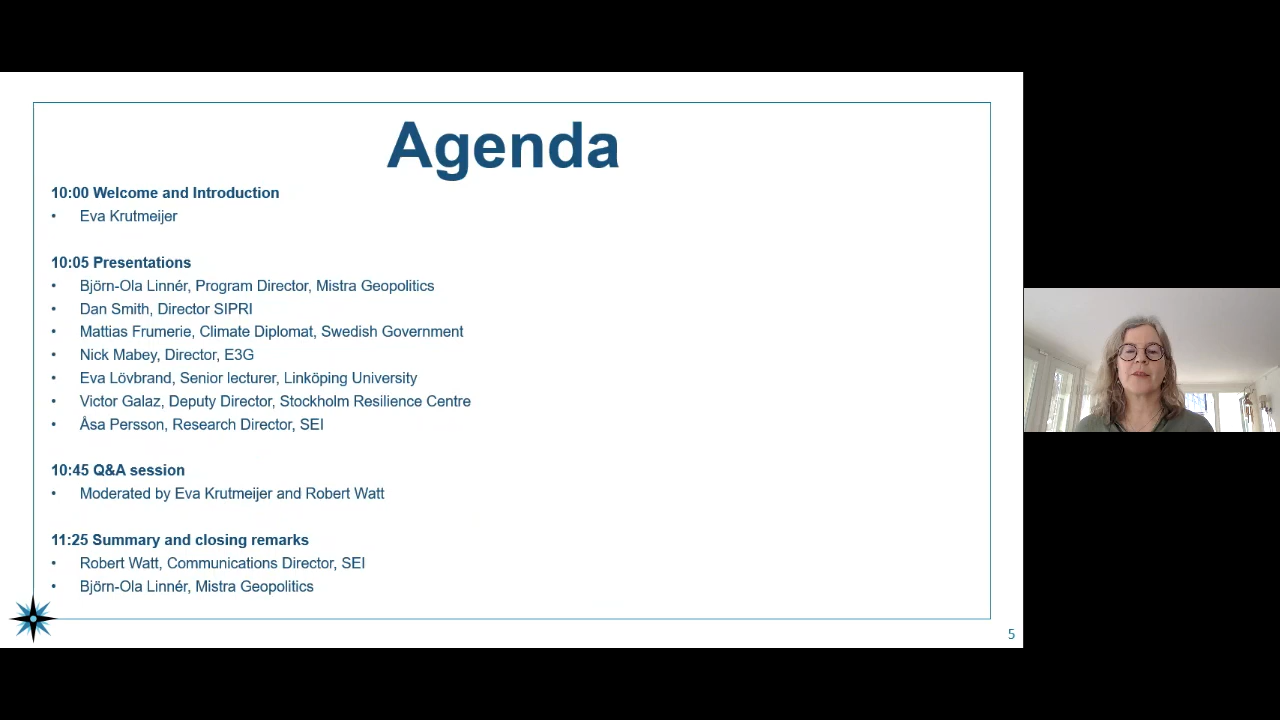 Agenda
10:00 Welcome and Introduction
• Eva Krutmeijer
10:05 Presentations
• Björn-Ola Linnér, Program Director, Mistra Geopolitics
• Dan Smith, Director SIPRI
• Mattias Frumerie, Climate Diplomat, Swedish Government
• Nick Mabey, Director, E3G
• Eva Lövbrand, Senior lecturer, Linköping University
• Victor Galaz, Deputy Director, Stockholm Resilience Centre
• Åsa Persson, Research Director, SEI
10:45 Q&A session
• Moderated by Eva Krutmeijer and Robert Watt
11:25 Summary and closing remarks
• Robert Watt, Communications Director, SEI
• Björn-Ola Linnér, Mistra Geopolitics
5